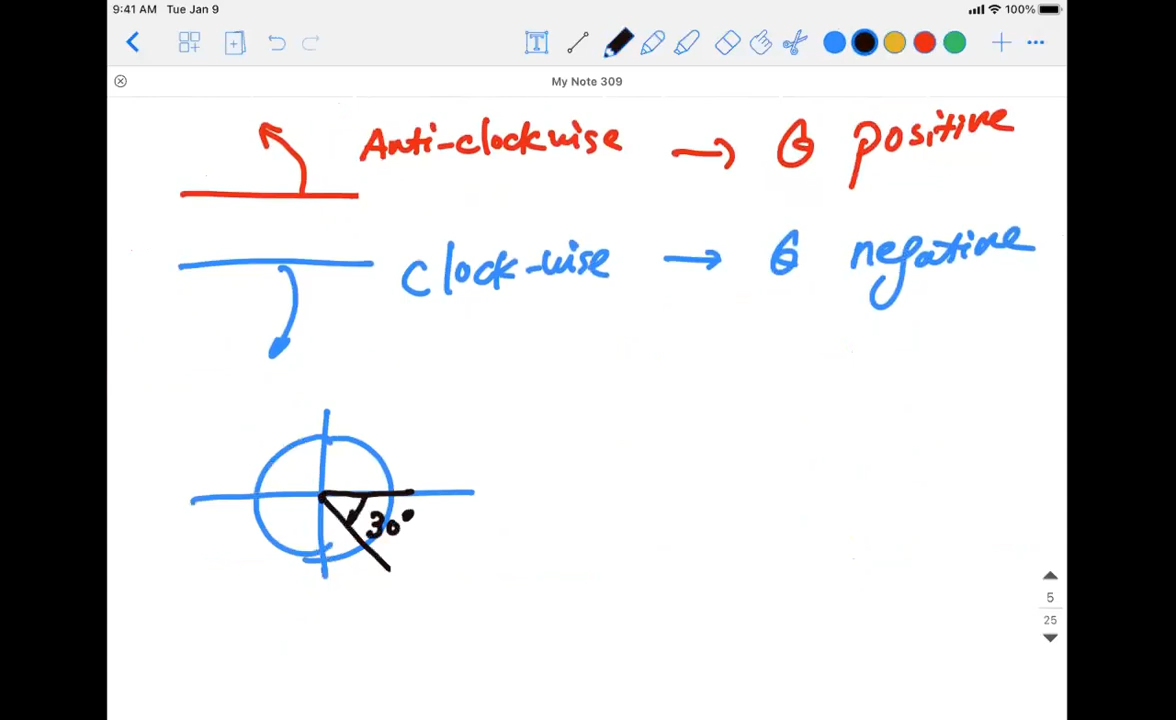 9:41 AM Tue Jan 9 100%
My Note 309
Anti-clockwise → θ positive
clock-wise → θ negative
30°
5
25